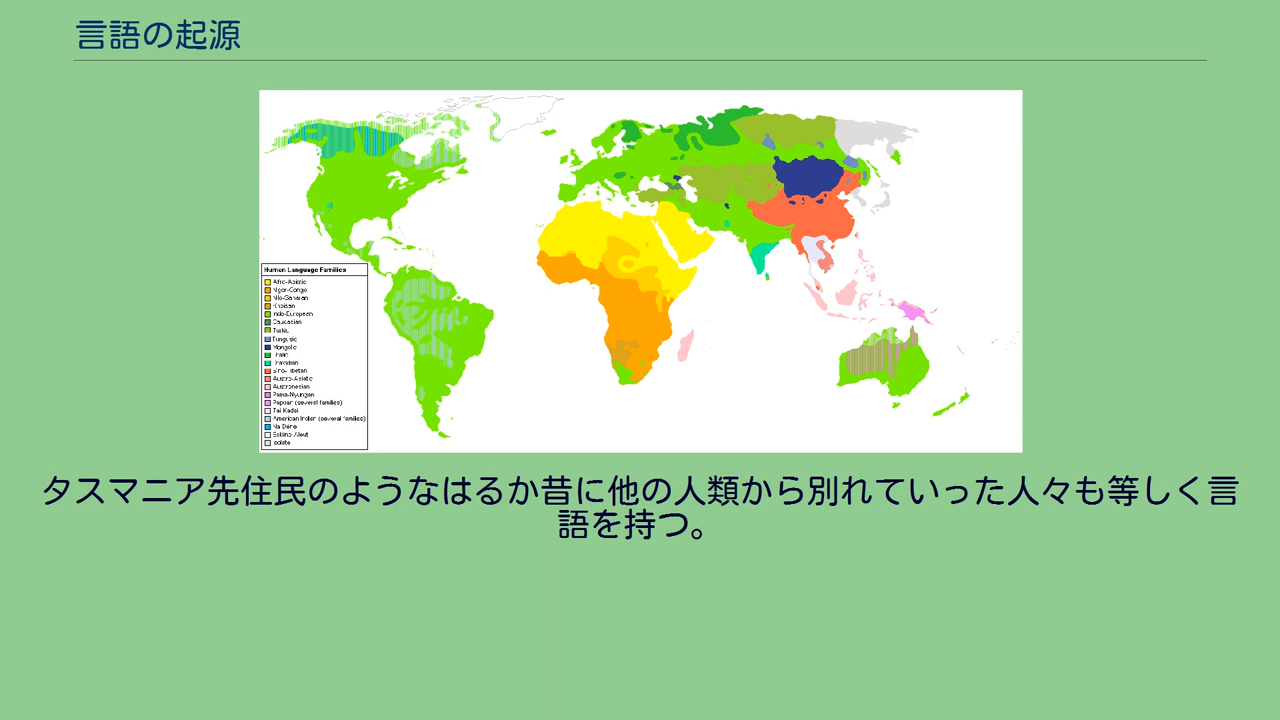 言語の起源
Human Language Families
Afro-Asiatic
Niger-Congo
Nilo-Saharan
Khoisan
Indo-European
Caucasian
Turkic
Tungusic
Mongolic
Uralic
Dravidian
Sino-Tibetan
Austro-Asiatic
Austronesian
Pama-Nyungan
Papuan (several families)
Tai Kadai
American Indian (several families)
Na Dene
Eskimo Aleut
Isolate
タスマニア先住民のようなはるか昔に他の人類から別れていった人々も等しく言
語を持つ。